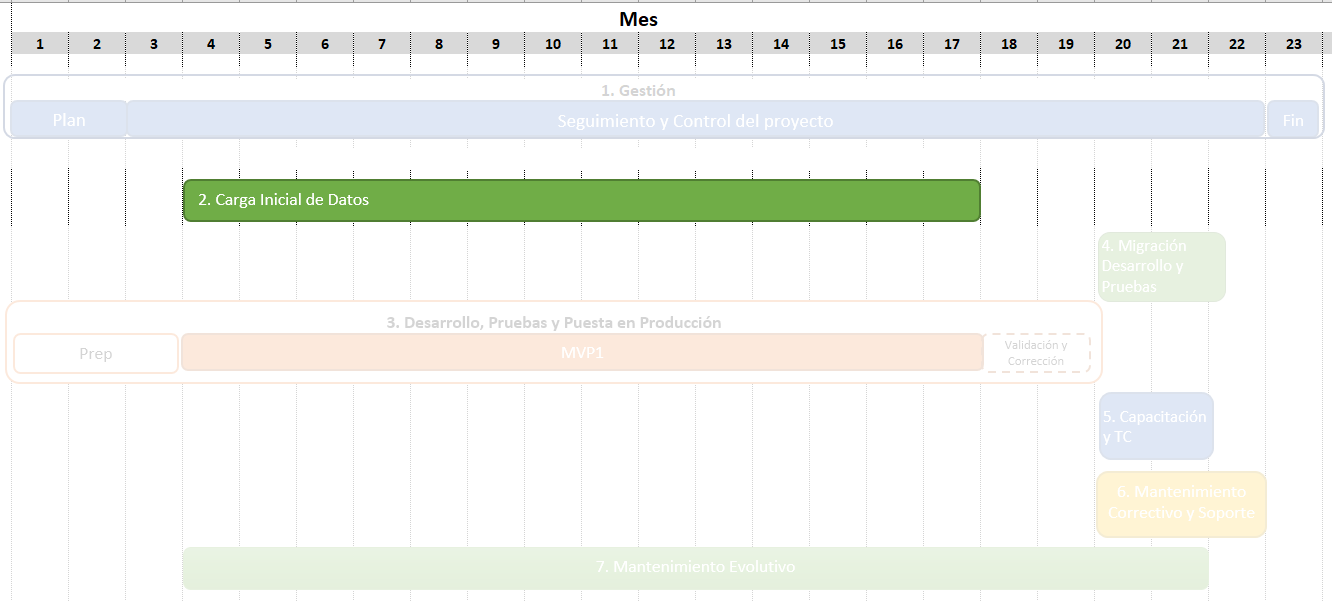 Mes
1 2 3 4 5 6 7 8 9 10 11 12 13 14 15 16 17 18 19 20 21 22 23
1. Gestión
Plan Seguimiento y Control del proyecto Fin
2. Carga Inicial de Datos
4. Migración
Desarrollo y
Pruebas
3. Desarrollo, Pruebas y Puesta en Producción
Prep MVP1 Validación y
Corrección
5. Capacitación
y TC
6. Mantenimiento
Correctivo y Soporte
7. Mantenimiento Evolutivo